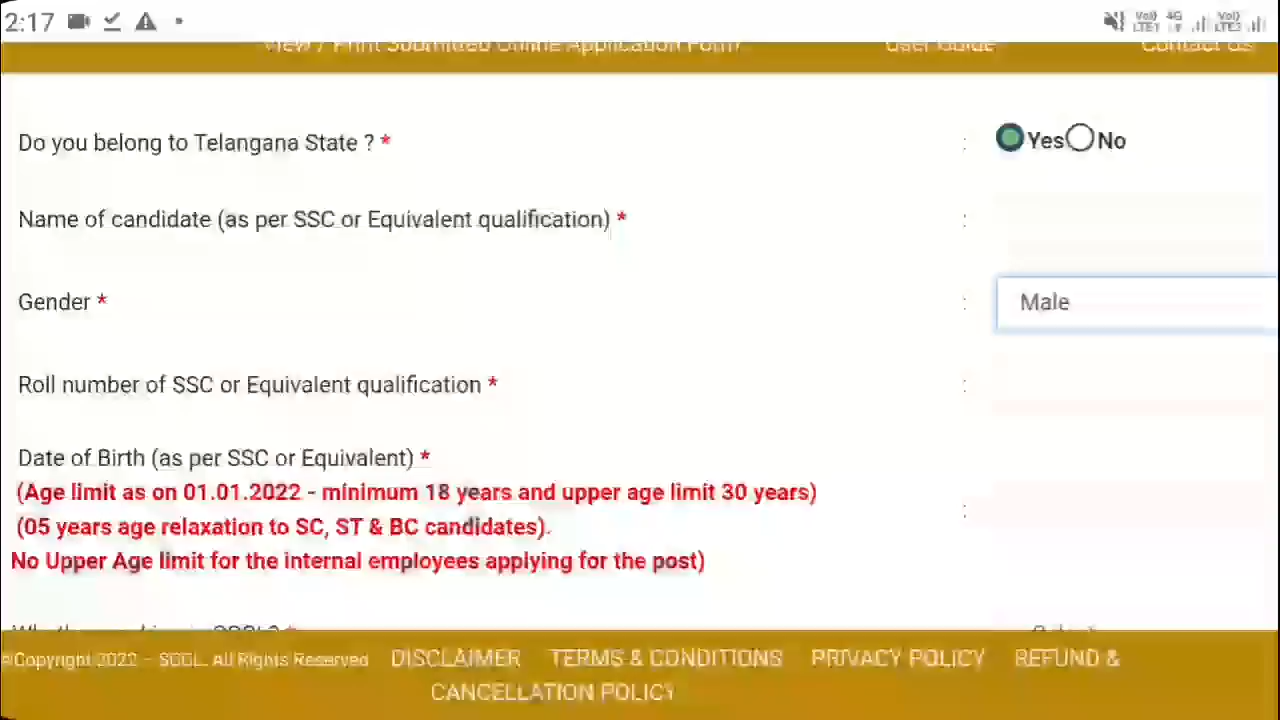 2:17
View / Print Submitted Online Application Form User Guide Contact Us
Do you belong to Telangana State ? * : Yes No
Name of candidate (as per SSC or Equivalent qualification) * :
Gender * : Male
Roll number of SSC or Equivalent qualification * :
Date of Birth (as per SSC or Equivalent) *
(Age limit as on 01.01.2022 - minimum 18 years and upper age limit 30 years)
(05 years age relaxation to SC, ST & BC candidates). :
No Upper Age limit for the internal employees applying for the post)
©Copyright 2022 - SCCL. All Rights Reserved DISCLAIMER TERMS & CONDITIONS PRIVACY POLICY REFUND &
CANCELLATION POLICY